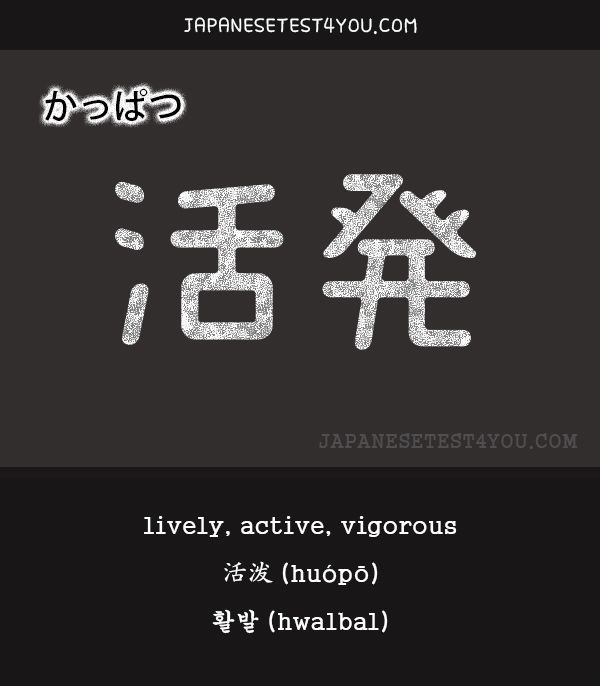 JAPANESETEST4YOU.COM
かっぱつ
活発
JAPANESETEST4YOU.COM
lively, active, vigorous
活泼 (huópō)
활발 (hwalbal)